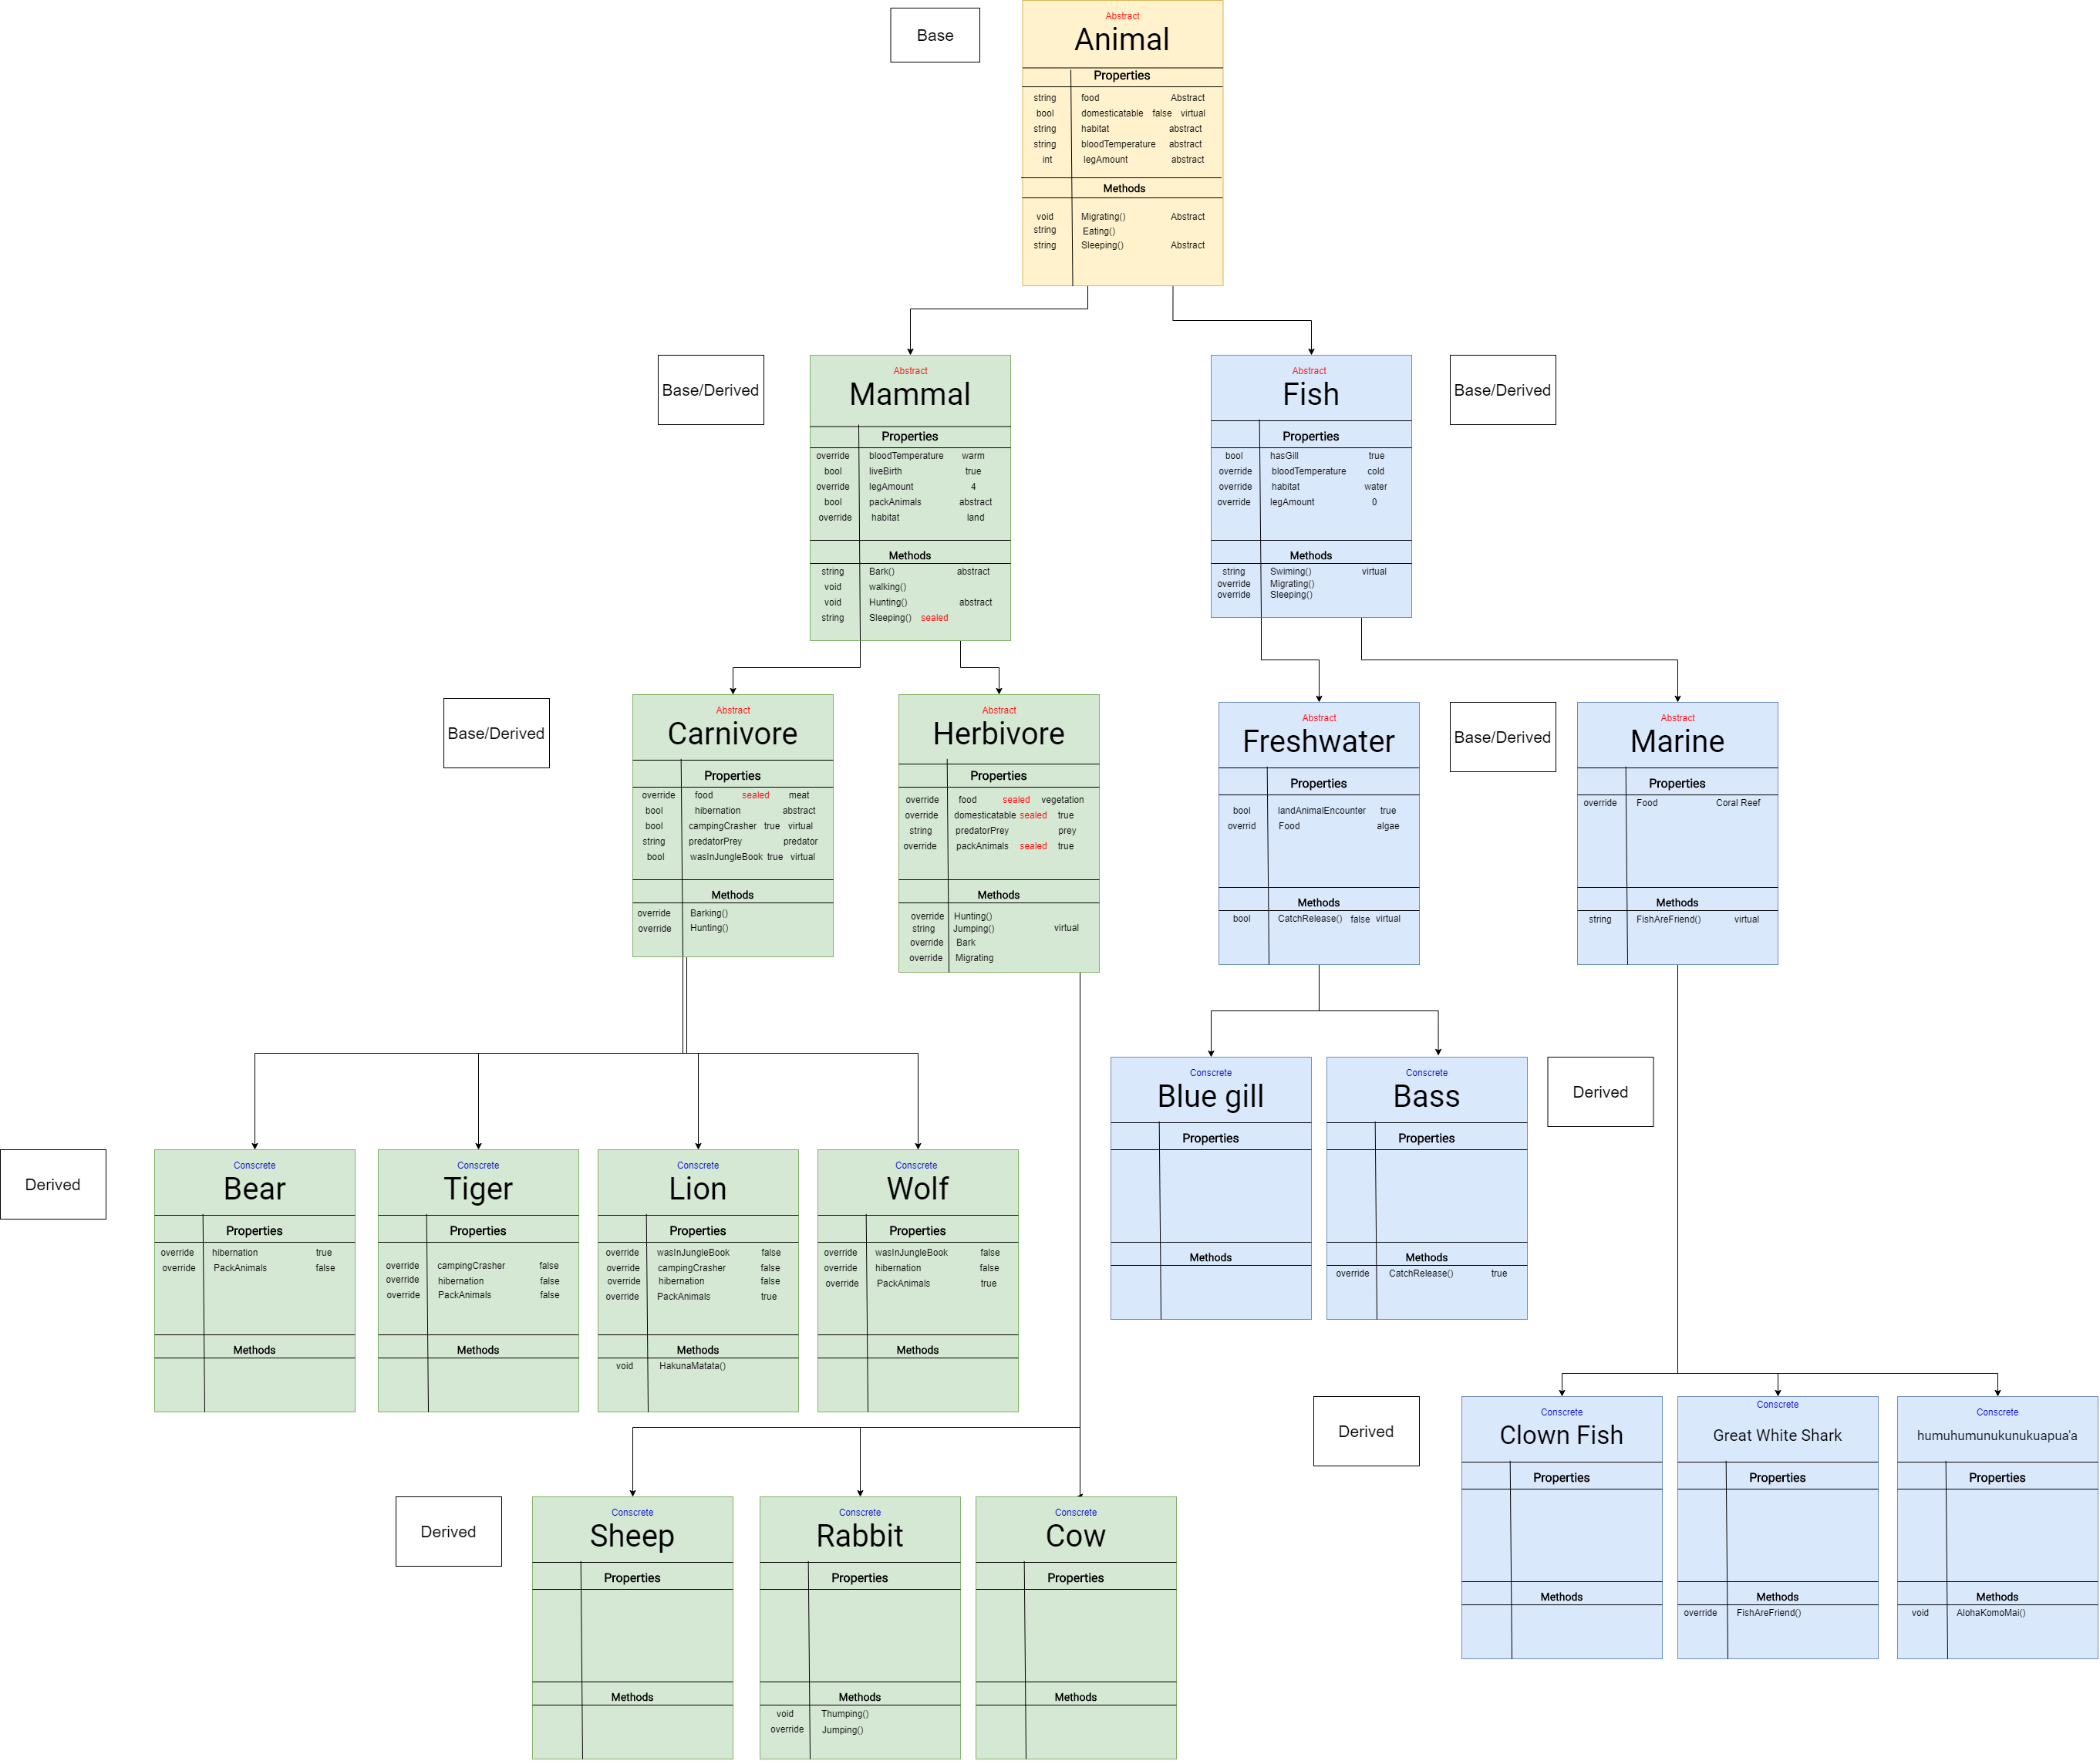 Base
Abstract
Animal
Properties
string food Abstract
bool domesticatable false virtual
string habitat abstract
string bloodTemperature abstract
int legAmount abstract
Methods
void Migrating() Abstract
string Eating()
string Sleeping() Abstract
Base/Derived
Abstract
Mammal
Properties
override bloodTemperature warm
bool liveBirth true
override legAmount 4
bool packAnimals abstract
override habitat land
Methods
string Bark() abstract
void walking()
void Hunting() abstract
string Sleeping() sealed
Abstract
Fish
Properties
bool hasGill true
override bloodTemperature cold
override habitat water
override legAmount 0
Methods
string Swiming() virtual
override Migrating()
override Sleeping()
Base/Derived
Base/Derived
Abstract
Carnivore
Properties
override food sealed meat
bool hibernation abstract
bool campingCrasher true virtual
string predatorPrey predator
bool wasInJungleBook true virtual
Methods
override Barking()
override Hunting()
Abstract
Herbivore
Properties
override food sealed vegetation
override domesticatable sealed true
string predatorPrey prey
override packAnimals sealed true
Methods
override Hunting()
string Jumping() virtual
override Bark
override Migrating
Abstract
Freshwater
Properties
bool landAnimalEncounter true
overrid Food algae
Methods
bool CatchRelease() false virtual
Base/Derived
Abstract
Marine
Properties
override Food Coral Reef
Methods
string FishAreFriend() virtual
Conscrete
Blue gill
Properties
Methods
Conscrete
Bass
Properties
Methods
override CatchRelease() true
Derived
Derived
Conscrete
Bear
Properties
override hibernation true
override PackAnimals false
Methods
Conscrete
Tiger
Properties
override campingCrasher false
override hibernation false
override PackAnimals false
Methods
Conscrete
Lion
Properties
override wasInJungleBook false
override campingCrasher false
override hibernation false
override PackAnimals true
Methods
void HakunaMatata()
Conscrete
Wolf
Properties
override wasInJungleBook false
override hibernation false
override PackAnimals true
Methods
Derived
Conscrete
Clown Fish
Properties
Methods
Conscrete
Great White Shark
Properties
Methods
override FishAreFriend()
Conscrete
humuhumunukunukuapua'a
Properties
Methods
void AlohaKomoMai()
Derived
Conscrete
Sheep
Properties
Methods
Conscrete
Rabbit
Properties
Methods
void Thumping()
override Jumping()
Conscrete
Cow
Properties
Methods